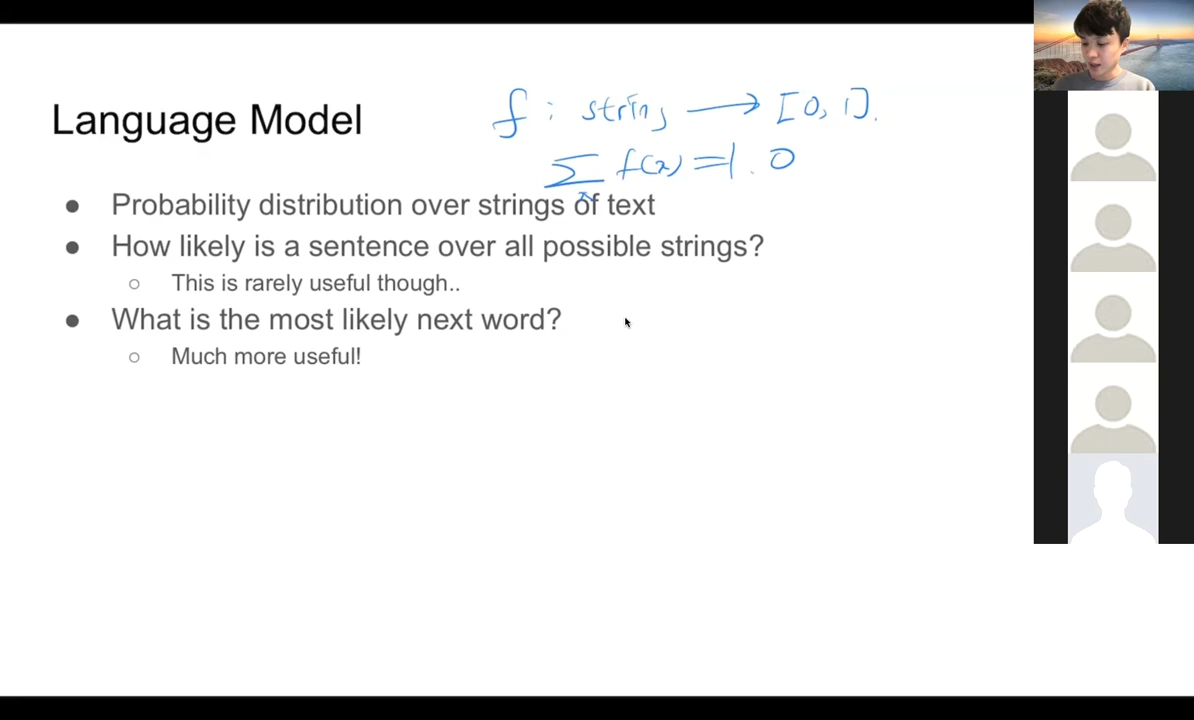 Language Model
f : string → [0, 1].
∑ f(x) = 1.0
x
● Probability distribution over strings of text
● How likely is a sentence over all possible strings?
○ This is rarely useful though..
● What is the most likely next word?
○ Much more useful!